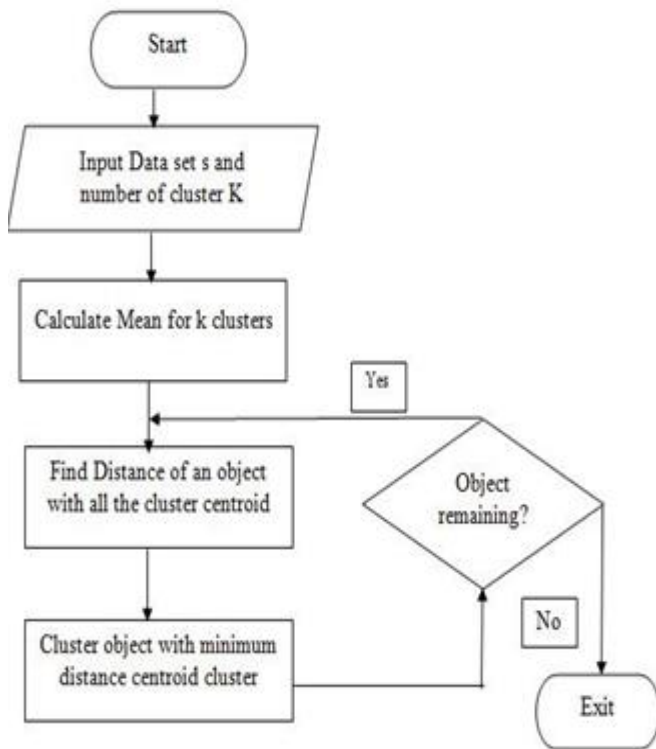 Start
Input Data set s and
number of cluster K
Calculate Mean for k clusters
Yes
Find Distance of an object
with all the cluster centroid
Object
remaining?
Cluster object with minimum
distance centroid cluster
No
Exit